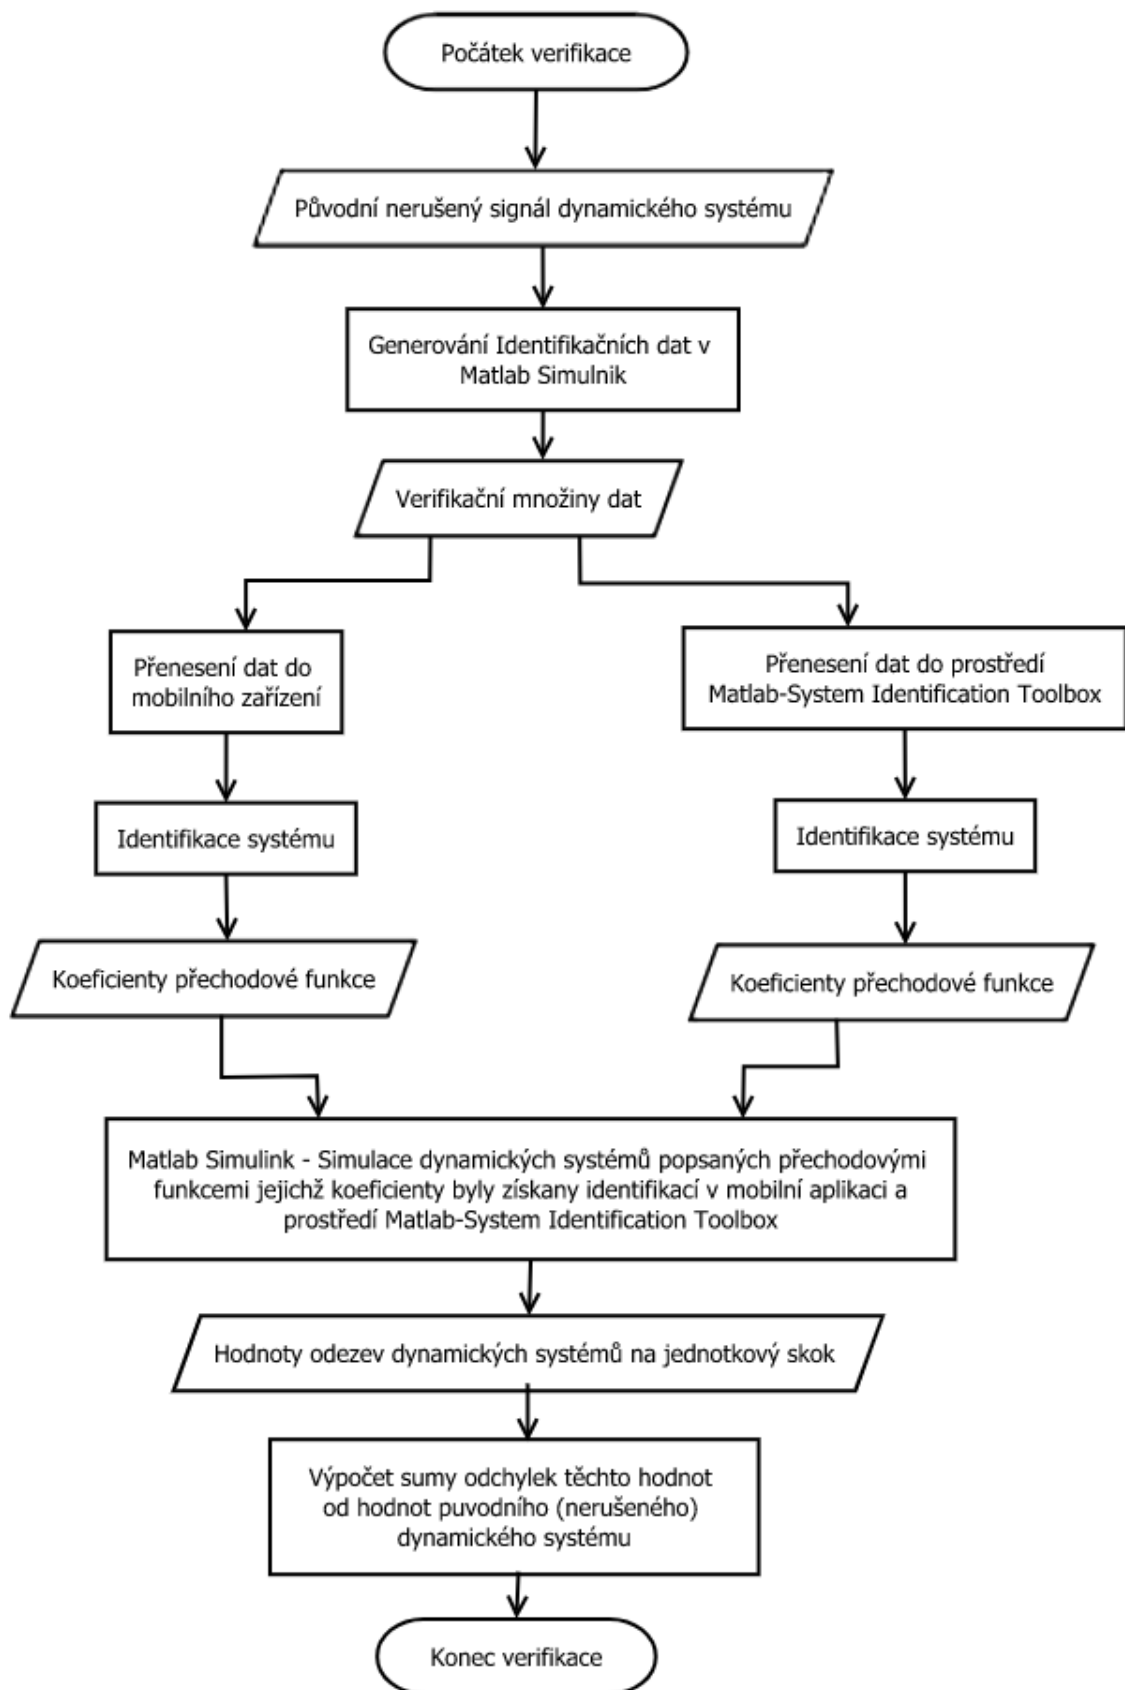 Počátek verifikace
Původní nerušený signál dynamického systému
Generování Identifikačních dat v
Matlab Simulnik
Verifikační množiny dat
Přenesení dat do
mobilního zařízení
Přenesení dat do prostředí
Matlab-System Identification Toolbox
Identifikace systému
Identifikace systému
Koeficienty přechodové funkce
Koeficienty přechodové funkce
Matlab Simulink - Simulace dynamických systémů popsaných přechodovými
funkcemi jejichž koeficienty byly získany identifikací v mobilní aplikaci a
prostředí Matlab-System Identification Toolbox
Hodnoty odezev dynamických systémů na jednotkový skok
Výpočet sumy odchylek těchto hodnot
od hodnot puvodního (nerušeného)
dynamického systému
Konec verifikace